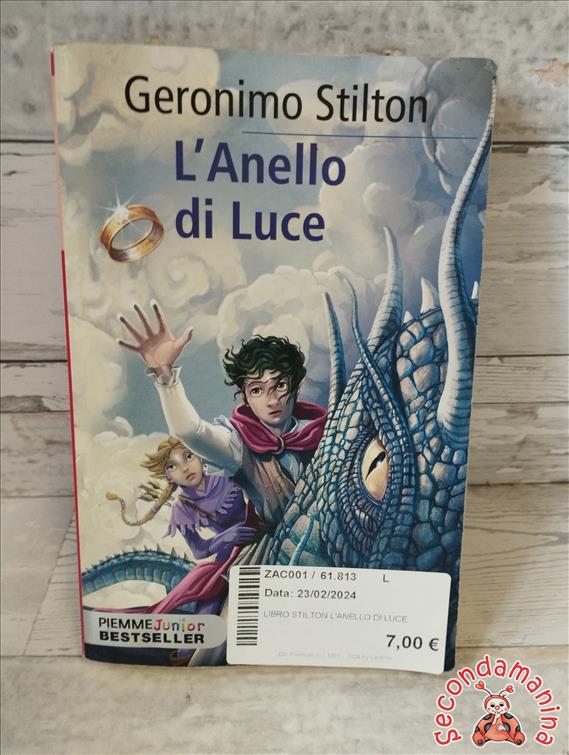 Geronimo Stilton
L'Anello
di Luce
PIEMME Junior
BESTSELLER
ZAC001 / 61.813 L
Data: 23/02/2024
LIBRO STILTON L'ANELLO DI LUCE
7,00 €
Secondamanina